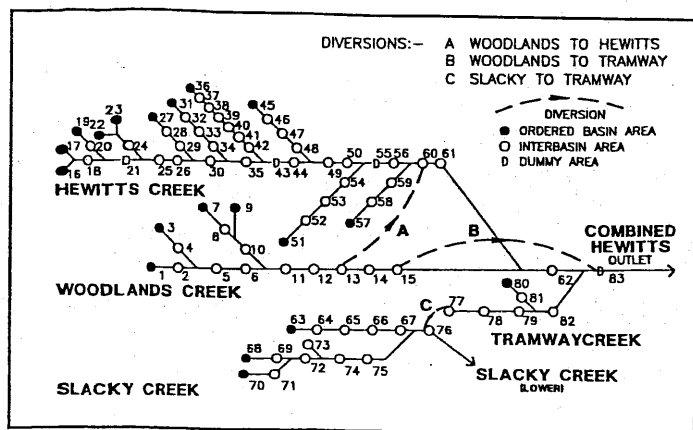 DIVERSIONS:- A WOODLANDS TO HEWITTS
B WOODLANDS TO TRAMWAY
C SLACKY TO TRAMWAY
DIVERSION
ORDERED BASIN AREA
INTERBASIN AREA
D DUMMY AREA
36
37
31 38 45
23 32 39 46
19 22 27 33 40 47
17 20 24 28 34 41 48 50 55 56 60 61
29 42 D D
16 18 D 21 25 26 30 35 D 43 44 49 54 59
HEWITTS CREEK
53 58
52 57
51
A
B
3 7 9
4 8 10
COMBINED
HEWITTS
OUTLET
1 2 5 6 11 12 13 14 15 62 D 83
WOODLANDS CREEK
80
C 77 81
63 64 65 66 67 76 78 79 82
TRAMWAYCREEK
68 69 73
70 71 72 74 75
SLACKY CREEK
SLACKY CREEK
(LOWER)